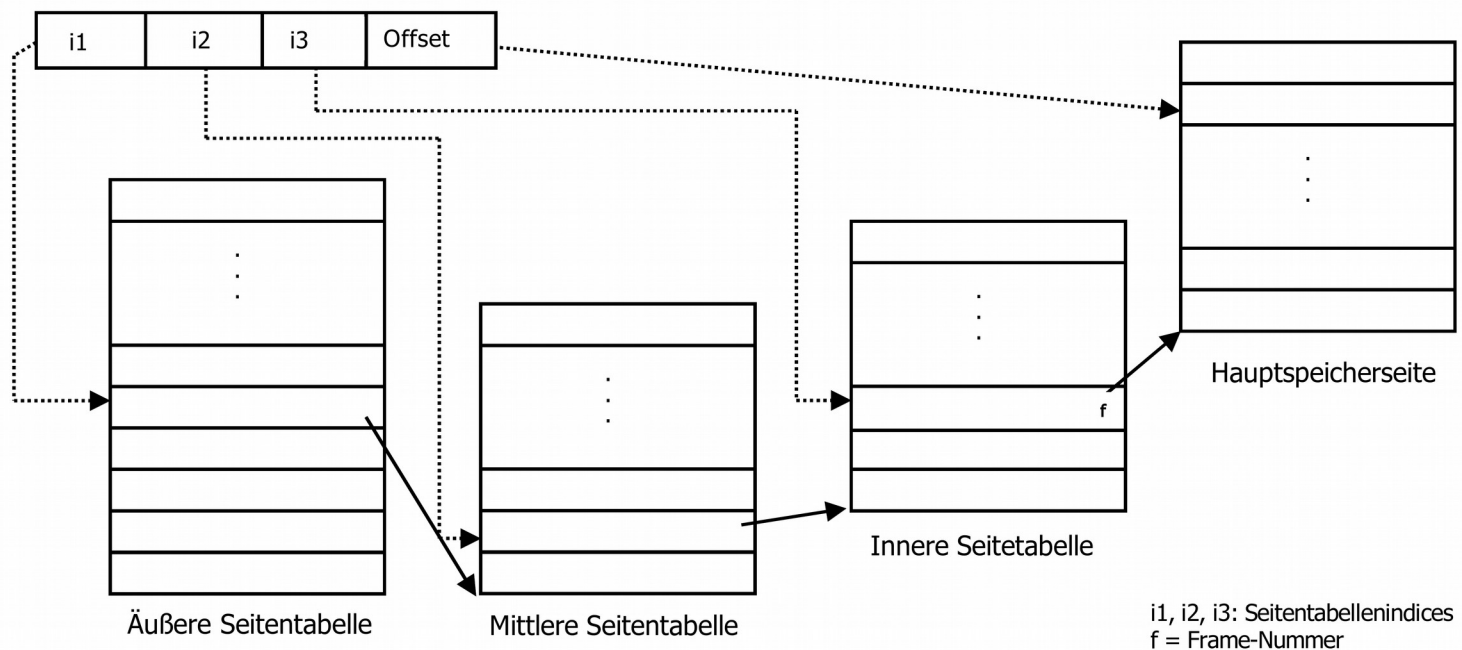 i1
i2
i3
Offset
f
Hauptspeicherseite
Innere Seitetabelle
Äußere Seitentabelle
Mittlere Seitentabelle
i1, i2, i3: Seitentabellenindices
f = Frame-Nummer